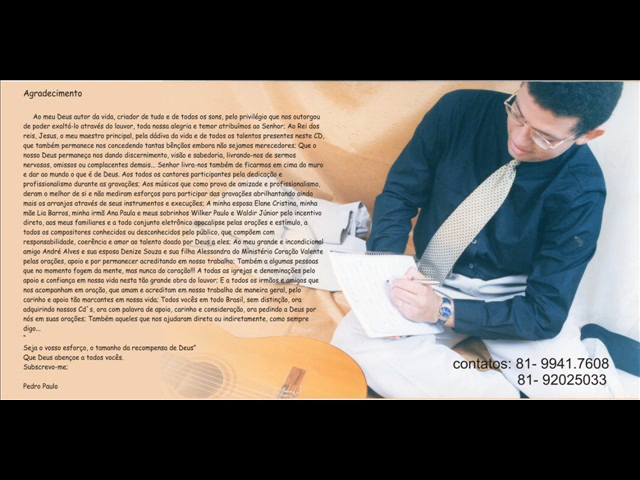 Agradecimento
Ao meu Deus autor da vida, criador de tudo e de todos os sons, pelo privilégio que nos outorgou
de poder exaltá-lo através do louvor, toda nossa alegria e temor atribuímos ao Senhor; Ao Rei dos
reis, Jesus, o meu maestro principal, pela dádiva da vida e de todos os talentos presentes neste CD,
que também permanece nos concedendo tantas bênçãos embora não sejamos merecedores; Que o
nosso Deus permaneça nos dando discernimento, visão e sabedoria, livrando-nos de sermos
nervosos, omissos ou complacentes demais... Senhor livra-nos também de ficarmos em cima do muro
e dar ao mundo o que é de Deus. Aos todos os cantores participantes pela dedicação e
profissionalismo durante as gravações; Aos músicos que como prova de amizade e profissionalismo,
deram o melhor de si e não mediram esforços para participar das gravações abrilhantando ainda
mais os arranjos através de seus instrumentos e execuções; A minha esposa Elane Cristina, minha
mãe Lia Barros, minha irmã Ana Paula e meus sobrinhos Wilker Paulo e Waldir Júnior pelo incentivo
direto, aos meus familiares e a todo conjunto eletrônico apocalipse pelas orações e estímulo, a
todos os compositores conhecidos ou desconhecidos pelo público, que compõem com
responsabilidade, coerência e amor ao talento doado por Deus a eles; Ao meu grande e incondicional
amigo André Alves e sua esposa Denize Souza e sua filha Alessandra do Ministério Coração Valente
pelas orações, apoio e por permanecer acreditando em nosso trabalho; Também a algumas pessoas
que no momento fogem da mente, mas nunca do coração!!! A todas as igrejas e denominações pelo
apoio e confiança em nossa vida nesta tão grande obra do louvor; E a todos os irmãos e amigos que
nos acompanham em oração, que amam e acreditam em nosso trabalho de maneira geral, pelo
carinho e apoio tão marcantes em nossa vida; Todos vocês em todo Brasil, sem distinção, ora
adquirindo nossos Cd´s, ora com palavra de apoio, carinho e consideração, ora pedindo a Deus por
nós em suas orações; Também aqueles que nos ajudaram direta ou indiretamente, como sempre
digo...
"
Seja o vosso esforço, o tamanho da recompensa de Deus"
Que Deus abençoe a todos vocês.
Subscrevo-me;
Pedro Paulo
contatos: 81- 9941.7608
81- 92025033